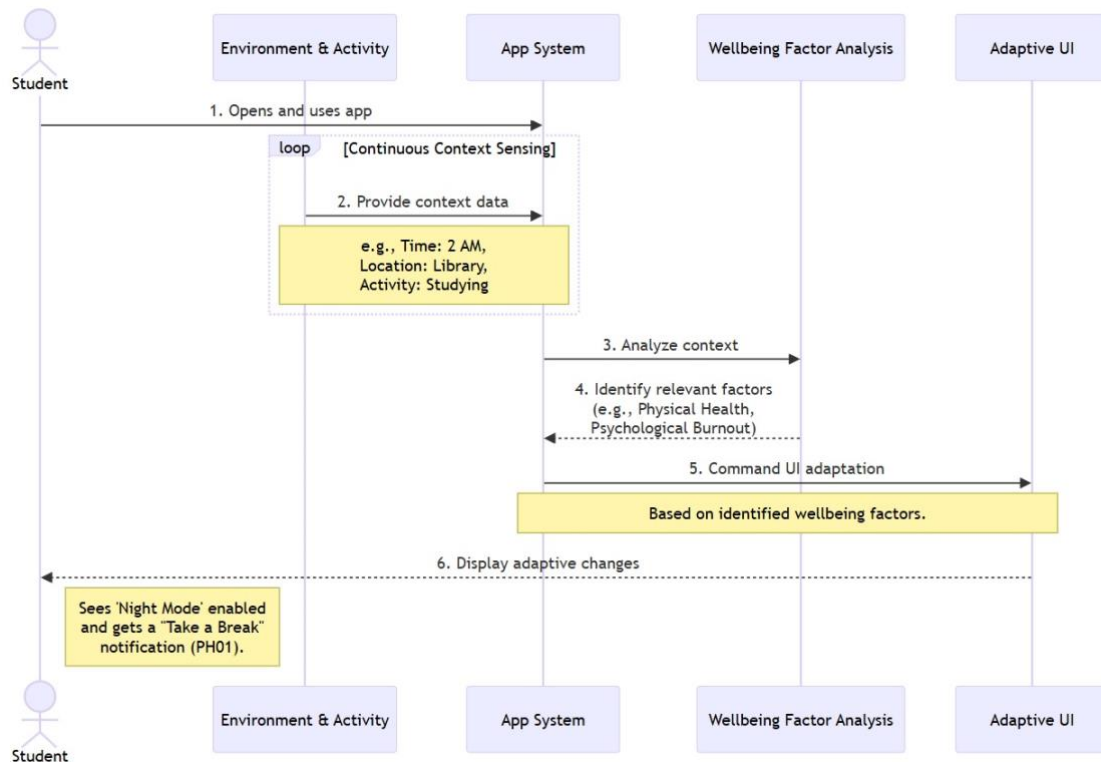 Student
Environment & Activity
App System
Wellbeing Factor Analysis
Adaptive UI
1. Opens and uses app
loop
[Continuous Context Sensing]
2. Provide context data
e.g., Time: 2 AM,
Location: Library,
Activity: Studying
3. Analyze context
4. Identify relevant factors
(e.g., Physical Health,
Psychological Burnout)
5. Command UI adaptation
Based on identified wellbeing factors.
6. Display adaptive changes
Sees 'Night Mode' enabled
and gets a "Take a Break"
notification (PH01).
Student
Environment & Activity
App System
Wellbeing Factor Analysis
Adaptive UI